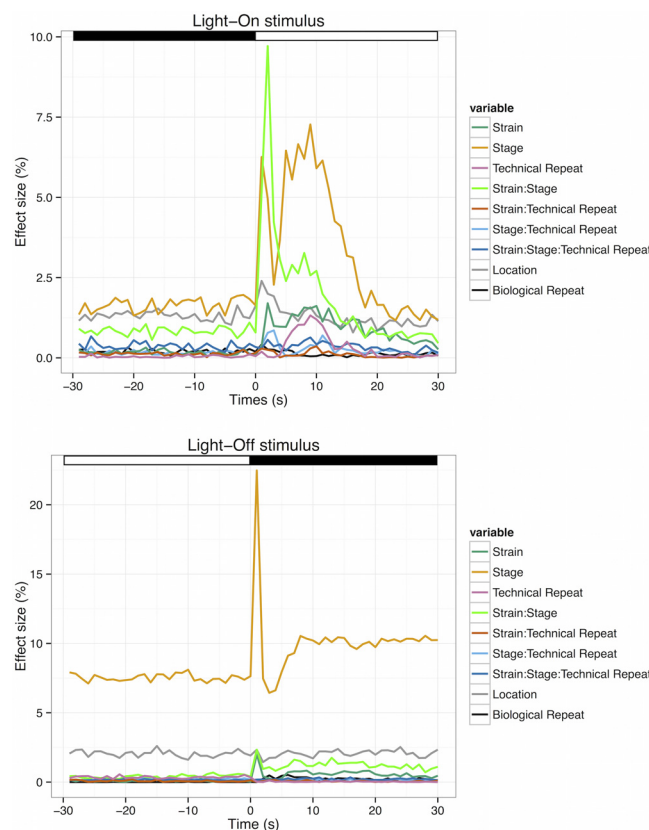 Light–On stimulus
10.0
7.5
5.0
2.5
0.0
Effect size (%)
−30 −20 −10 0 10 20 30
Times (s)
variable
Strain
Stage
Technical Repeat
Strain:Stage
Strain:Technical Repeat
Stage:Technical Repeat
Strain:Stage:Technical Repeat
Location
Biological Repeat
Light–Off stimulus
20
15
10
5
0
Effect size (%)
−30 −20 −10 0 10 20 30
Time (s)
variable
Strain
Stage
Technical Repeat
Strain:Stage
Strain:Technical Repeat
Stage:Technical Repeat
Strain:Stage:Technical Repeat
Location
Biological Repeat